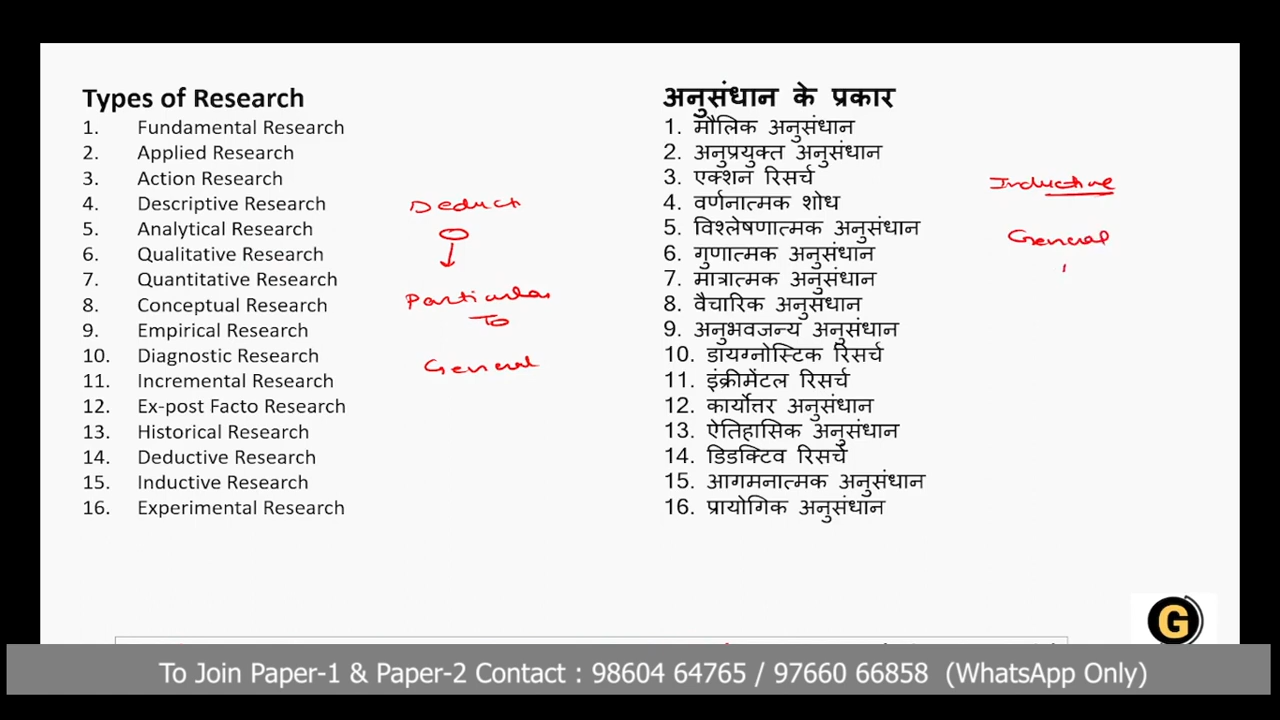 Types of Research
1. Fundamental Research
2. Applied Research
3. Action Research
4. Descriptive Research
5. Analytical Research
6. Qualitative Research
7. Quantitative Research
8. Conceptual Research
9. Empirical Research
10. Diagnostic Research
11. Incremental Research
12. Ex-post Facto Research
13. Historical Research
14. Deductive Research
15. Inductive Research
16. Experimental Research
Deduct
Particular
To
General
अनुसंधान के प्रकार
1. मौलिक अनुसंधान
2. अनुप्रयुक्त अनुसंधान
3. एक्शन रिसर्च
4. वर्णनात्मक शोध
5. विश्लेषणात्मक अनुसंधान
6. गुणात्मक अनुसंधान
7. मात्रात्मक अनुसंधान
8. वैचारिक अनुसंधान
9. अनुभवजन्य अनुसंधान
10. डायग्नोस्टिक रिसर्च
11. इंक्रीमेंटल रिसर्च
12. कार्योत्तर अनुसंधान
13. ऐतिहासिक अनुसंधान
14. डिडक्टिव रिसर्च
15. आगमनात्मक अनुसंधान
16. प्रायोगिक अनुसंधान
Inductive
General
G
To Join Paper-1 & Paper-2 Contact : 98604 64765 / 97660 66858 (WhatsApp Only)